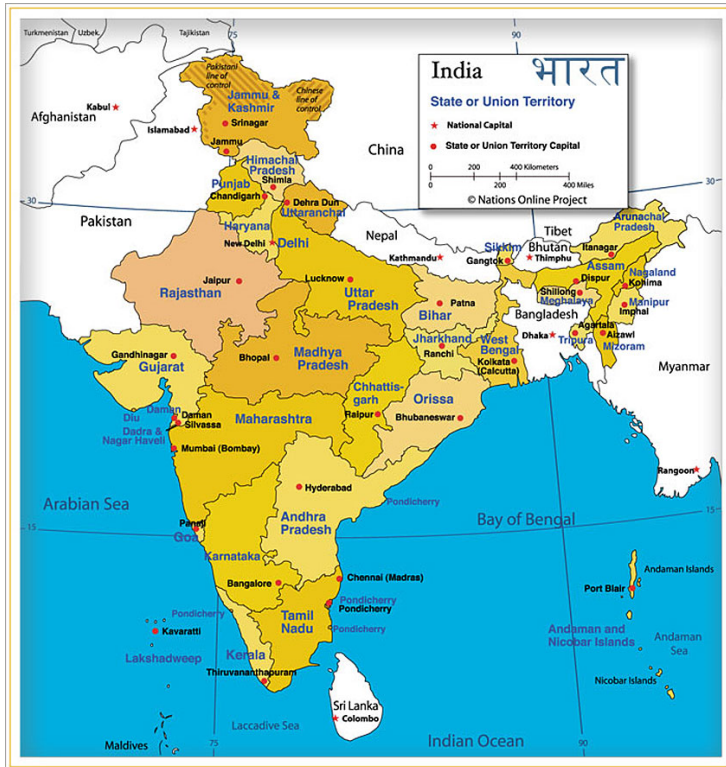 Turkmenistan
Uzbek.
Tajikistan
75
90
Pakistani
line of
control
Chinese
line of
control
Jammu &
Kashmir
Srinagar
Jammu
Kabul
Afghanistan
Islamabad
India भारत
State or Union Territory
National Capital
State or Union Territory Capital
0 200 400 Kilometers
0 200 400 Miles
© Nations Online Project
China
Himachal
Pradesh
Shimla
Punjab
Chandigarh
Dehra Dun
Uttaranchal
30
30
Pakistan
Haryana
New Delhi
Delhi
Nepal
Kathmandu
Tibet
Bhutan
Thimphu
Sikkim
Gangtok
Arunachal
Pradesh
Itanagar
Assam
Dispur
Nagaland
Kohima
Shillong
Meghalaya
Manipur
Imphal
Jaipur
Rajasthan
Lucknow
Uttar
Pradesh
Patna
Bihar
Bangladesh
Dhaka
Agartala
Tripura
Aizawl
Mizoram
Jharkhand
Ranchi
West
Bengal
Kolkata
(Calcutta)
Myanmar
Gandhinagar
Gujarat
Bhopal
Madhya
Pradesh
Chhattis-
garh
Raipur
Orissa
Bhubaneswar
Daman
Diu
Daman
Silvassa
Dadra &
Nagar Haveli
Maharashtra
Mumbai (Bombay)
Rangoon
Hyderabad
Andhra
Pradesh
Pondicherry
Arabian Sea
Bay of Bengal
15
15
Panaji
Goa
Karnataka
Bangalore
Chennai (Madras)
Pondicherry
Pondicherry
Pondicherry
Pondicherry
Tamil
Nadu
Kavaratti
Lakshadweep
Kerala
Thiruvananthapuram
Andaman Islands
Port Blair
Andaman and
Nicobar Islands
Andaman
Sea
Nicobar Islands
Sri Lanka
Colombo
Laccadive Sea
Maldives
75
Indian Ocean
90